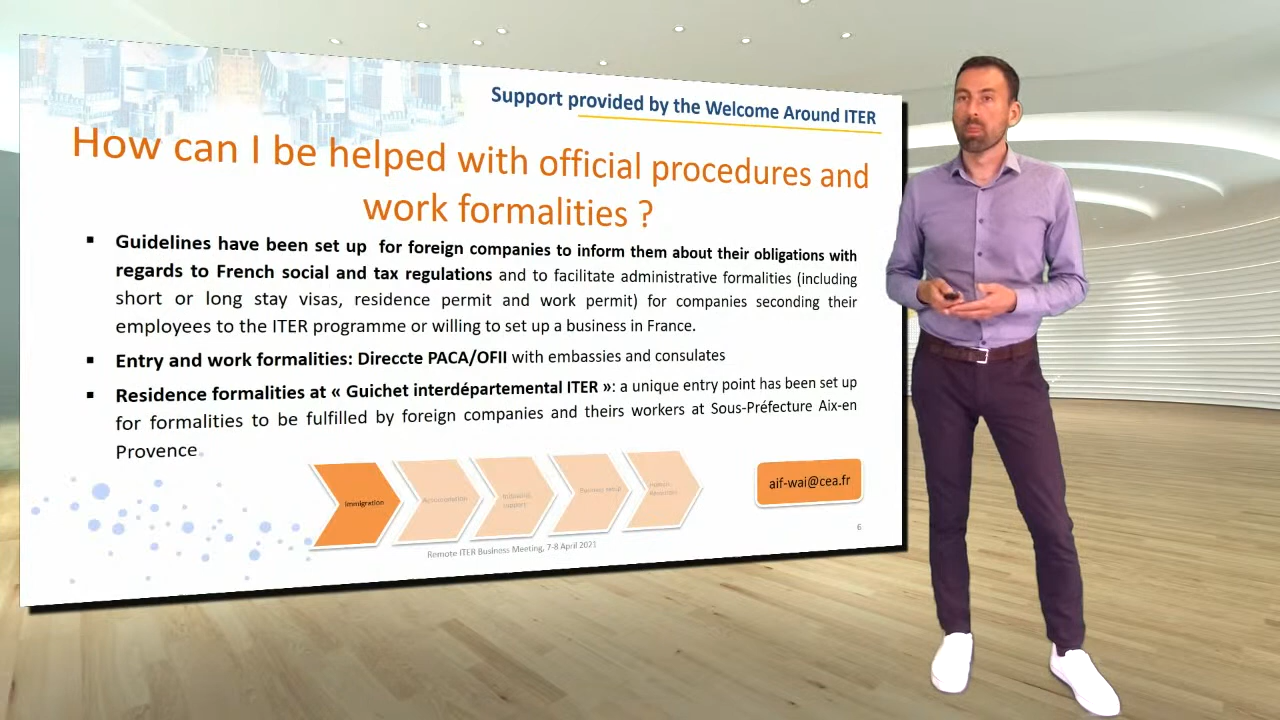 Support provided by the Welcome Around ITER
How can I be helped with official procedures and
work formalities ?
▪ Guidelines have been set up for foreign companies to inform them about their obligations with
regards to French social and tax regulations and to facilitate administrative formalities (including
short or long stay visas, residence permit and work permit) for companies seconding their
employees to the ITER programme or willing to set up a business in France.
▪ Entry and work formalities: Direccte PACA/OFII with embassies and consulates
▪ Residence formalities at « Guichet interdépartemental ITER »: a unique entry point has been set up
for formalities to be fulfilled by foreign companies and theirs workers at Sous-Préfecture Aix-en
Provence.
Immigration
support
aif-wai@cea.fr
6
Remote ITER Business Meeting, 7-8 April 2021